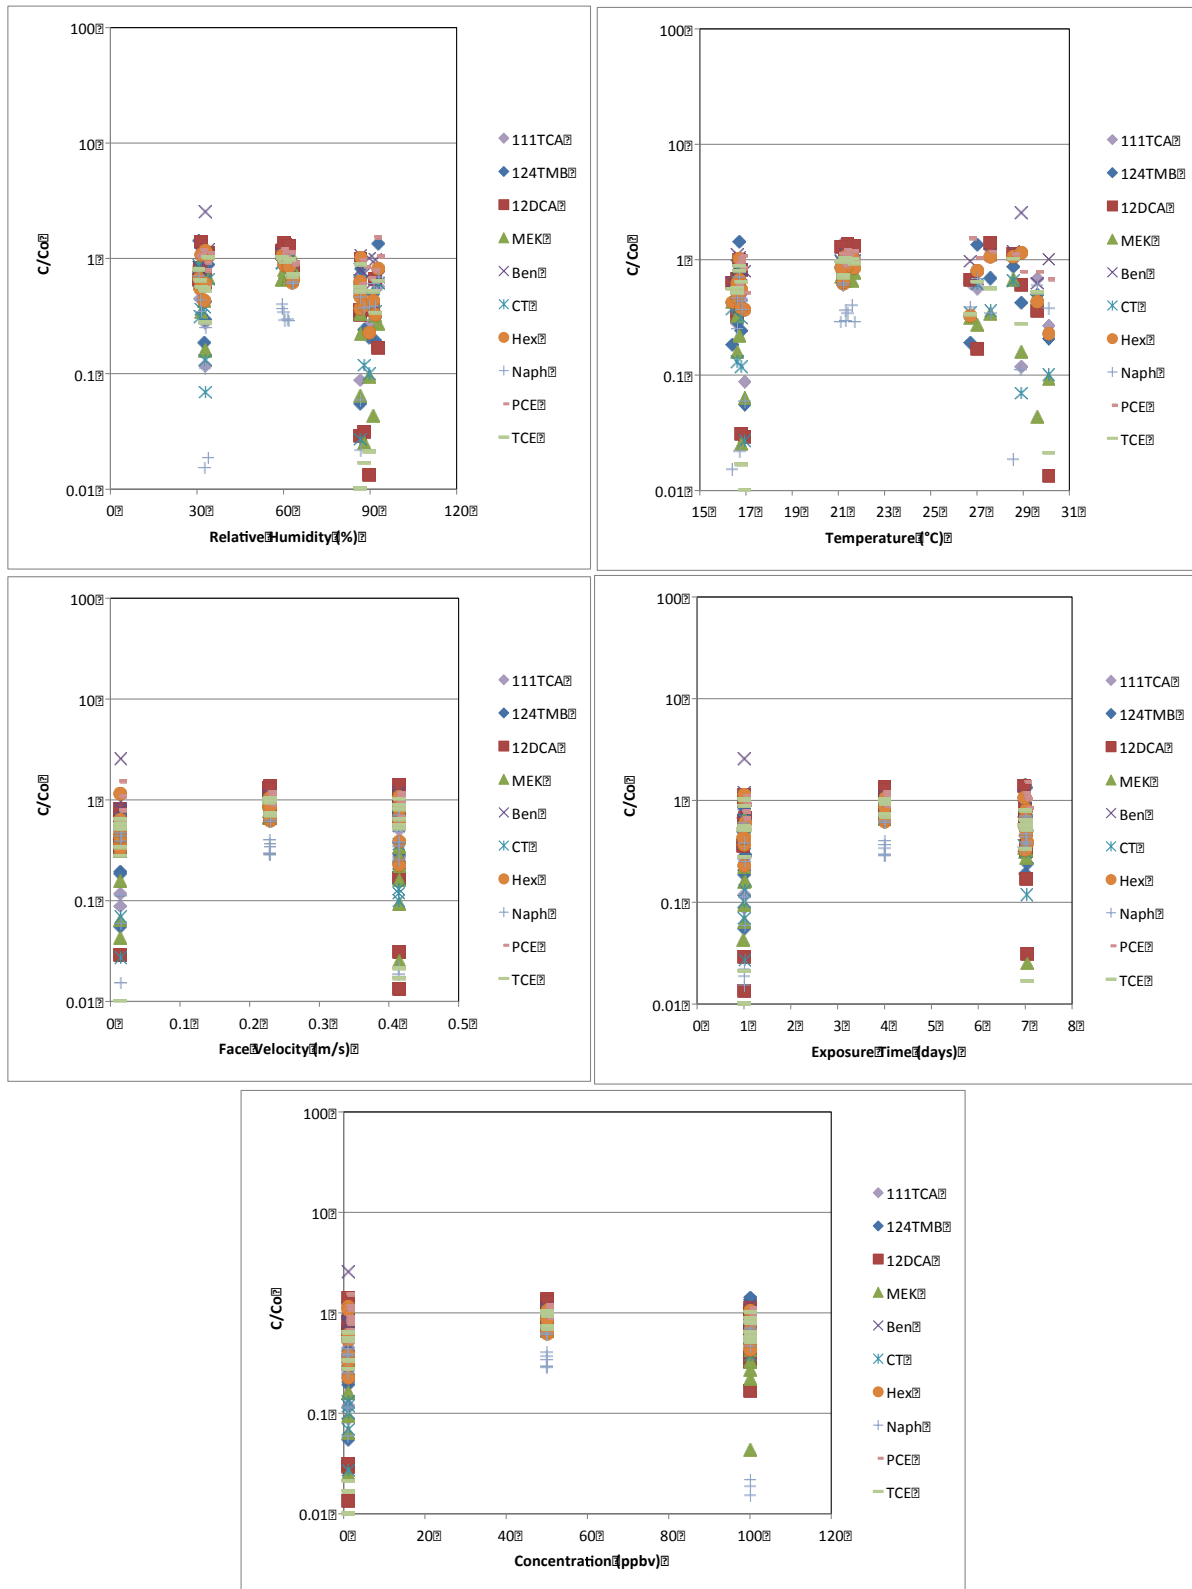 100
10
1
0.1
0.01
C/Co
0 30 60 90 120
Relative Humidity (%)
111TCA
124TMB
12DCA
MEK
Ben
CT
Hex
Naph
PCE
TCE
100
10
1
0.1
0.01
C/Co
15 17 19 21 23 25 27 29 31
Temperature (°C)
111TCA
124TMB
12DCA
MEK
Ben
CT
Hex
Naph
PCE
TCE
100
10
1
0.1
0.01
C/Co
0 0.1 0.2 0.3 0.4 0.5
Face Velocity (m/s)
111TCA
124TMB
12DCA
MEK
Ben
CT
Hex
Naph
PCE
TCE
100
10
1
0.1
0.01
C/Co
0 1 2 3 4 5 6 7 8
Exposure Time (days)
111TCA
124TMB
12DCA
MEK
Ben
CT
Hex
Naph
PCE
TCE
100
10
1
0.1
0.01
C/Co
0 20 40 60 80 100 120
Concentration (ppbv)
111TCA
124TMB
12DCA
MEK
Ben
CT
Hex
Naph
PCE
TCE